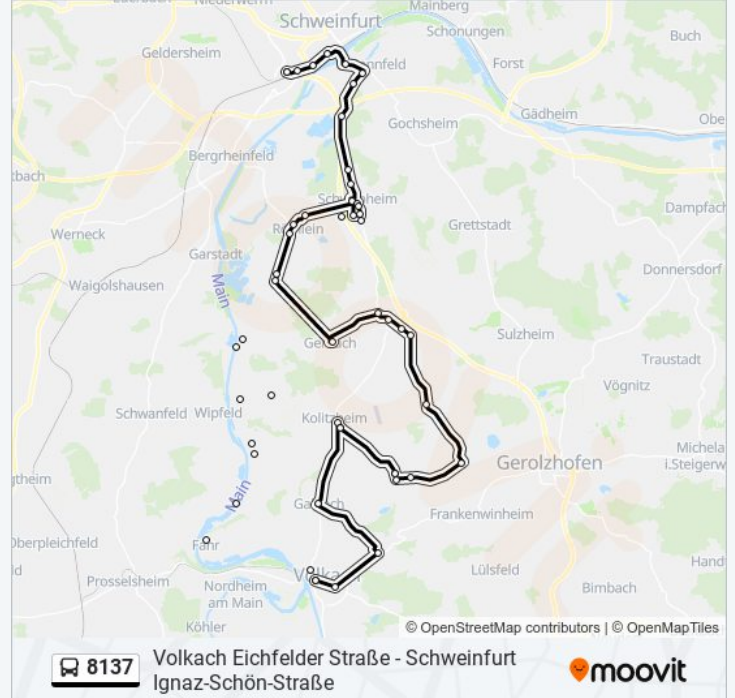 Niederwerrn
Mainberg
Schweinfurt
Schonungen
Buch
Geldersheim
Forst
Gädheim
Gochsheim
Bergrheinfeld
Grettstadt
Werneck
Garstadt
Dampfach
Donnersdorf
Waigolshausen
Main
Sulzheim
Traustadt
Vögnitz
Schwanfeld
Wipfeld
Kolitzheim
Gerolzhofen
Michela
i.Steigerw
Main
Frankenwinheim
Oberpleichfeld
Fahr
Prosselsheim
Nordheim
am Main
Lülsfeld
Bimbach
Köhler
© OpenStreetMap contributors | © OpenMapTiles
8137
Volkach Eichfelder Straße - Schweinfurt
Ignaz-Schön-Straße
moovit